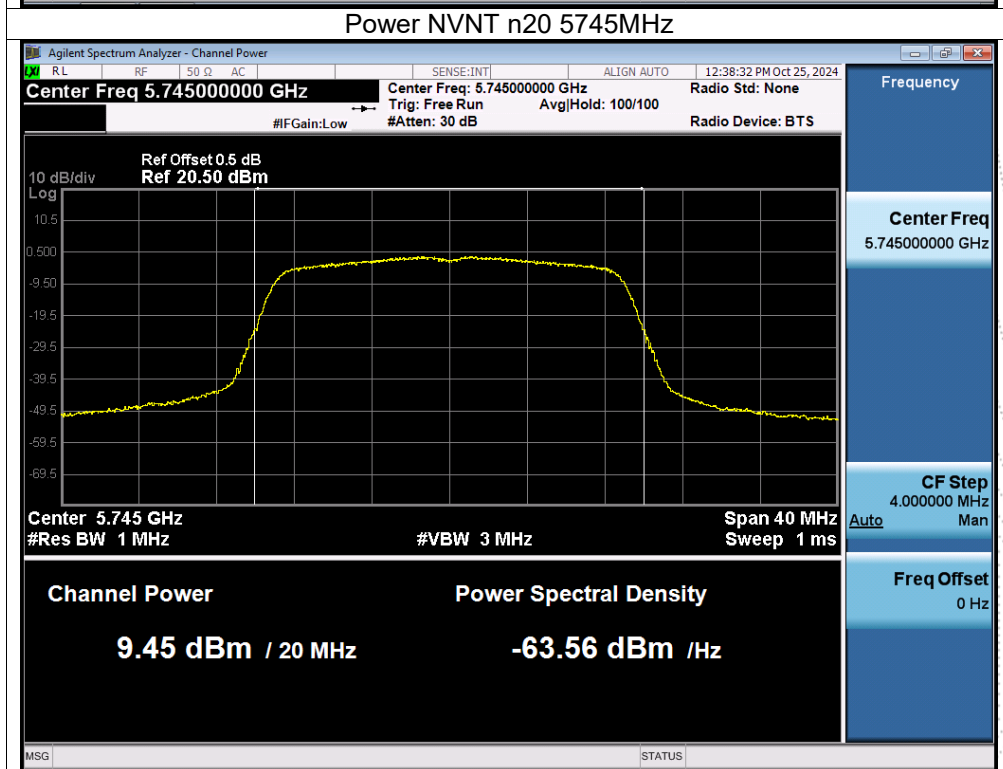 Power NVNT n20 5745MHz
Agilent Spectrum Analyzer - Channel Power
LXI RL RF 50 Ω AC SENSE:INT ALIGN AUTO 12:38:32 PM Oct 25, 2024
Center Freq 5.745000000 GHz
Center Freq: 5.745000000 GHz
Radio Std: None
Trig: Free Run Avg|Hold: 100/100
#IFGain:Low
#Atten: 30 dB
Radio Device: BTS
Ref Offset 0.5 dB
10 dB/div Ref 20.50 dBm
Log
10.5
0.500
-9.50
-19.5
-29.5
-39.5
-49.5
-59.5
-69.5
Center 5.745 GHz Span 40 MHz
#Res BW 1 MHz #VBW 3 MHz Sweep 1 ms
Channel Power Power Spectral Density
9.45 dBm / 20 MHz -63.56 dBm /Hz
Frequency
Center Freq
5.745000000 GHz
CF Step
4.000000 MHz
Auto Man
Freq Offset
0 Hz
MSG STATUS